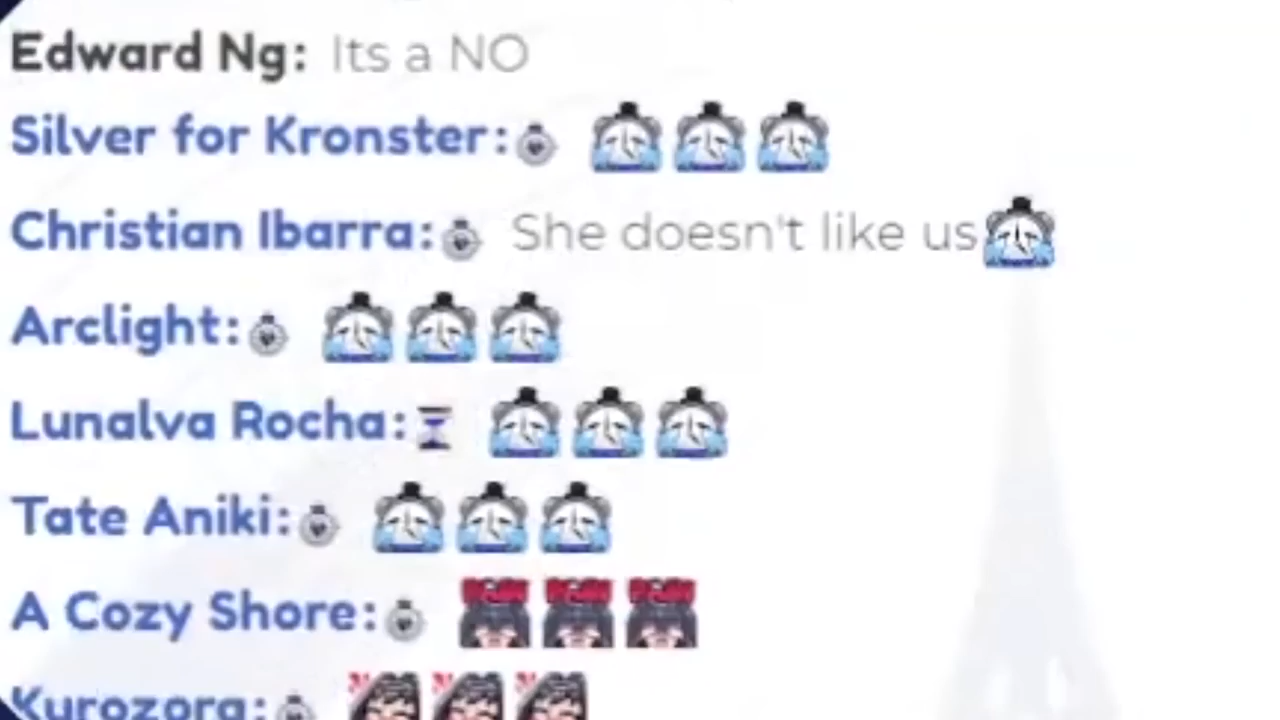 Edward Ng: Its a NO
Silver for Kronster:
Christian Ibarra: She doesn't like us
Arclight:
Lunalva Rocha:
Tate Aniki:
A Cozy Shore:
Kurozora: